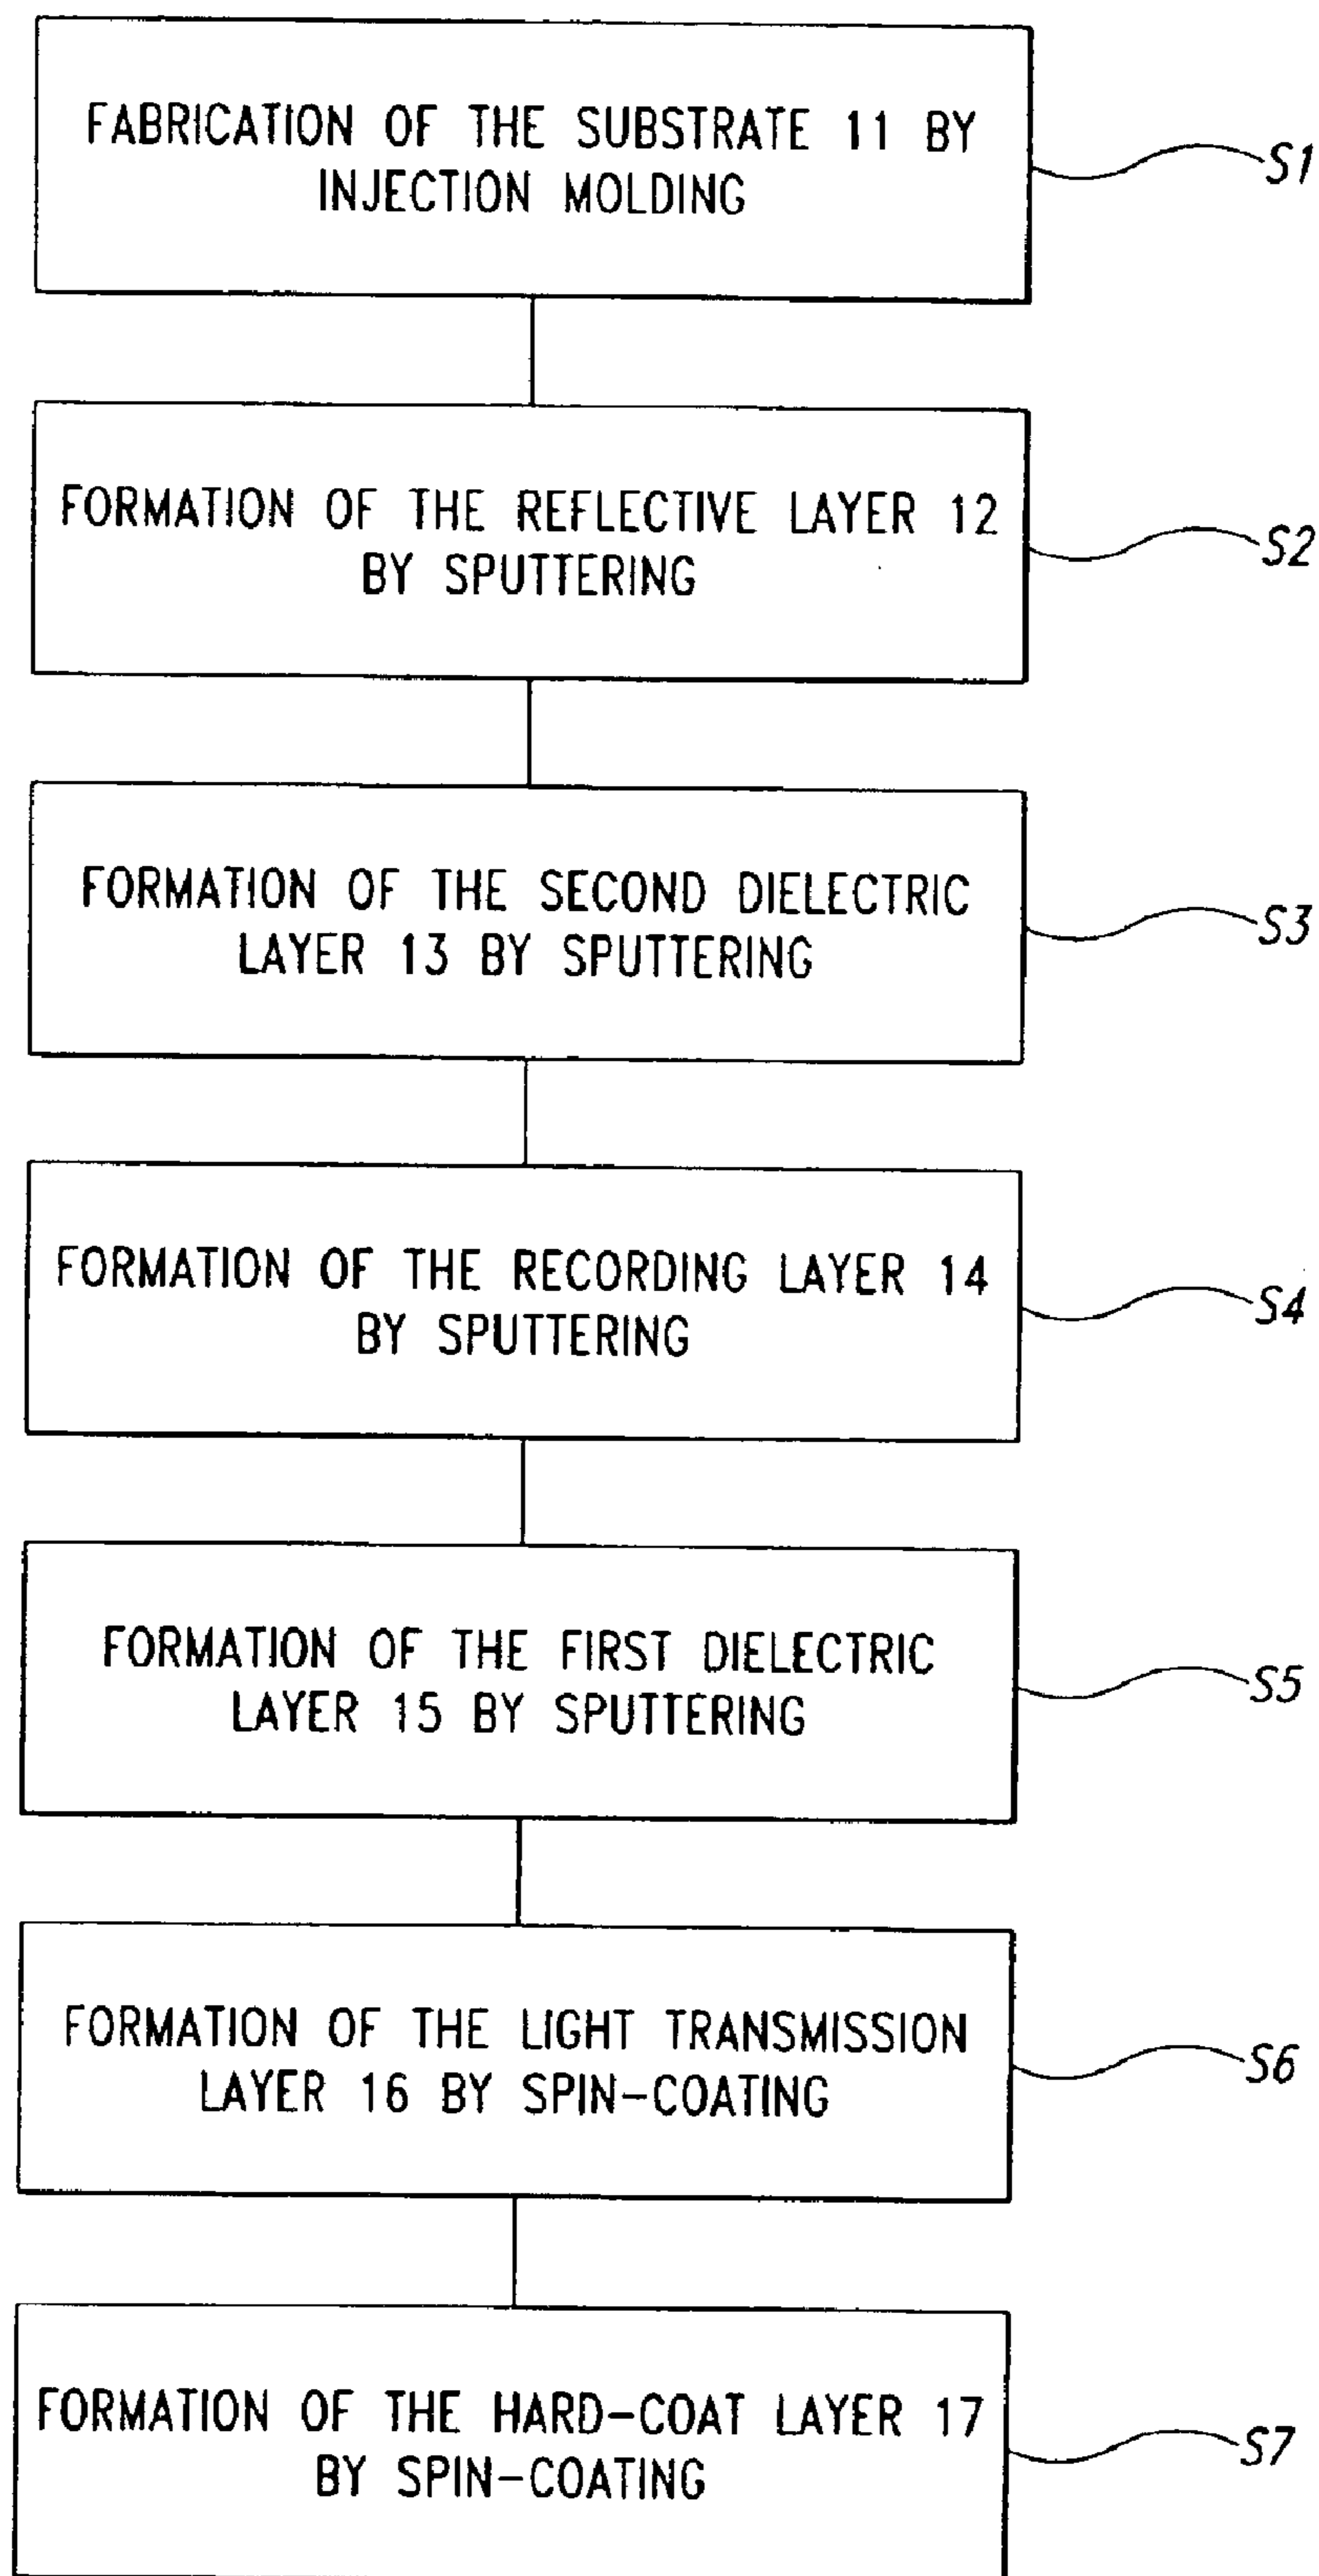 FABRICATION OF THE SUBSTRATE 11 BY
INJECTION MOLDING
S1
FORMATION OF THE REFLECTIVE LAYER 12
BY SPUTTERING
S2
FORMATION OF THE SECOND DIELECTRIC
LAYER 13 BY SPUTTERING
S3
FORMATION OF THE RECORDING LAYER 14
BY SPUTTERING
S4
FORMATION OF THE FIRST DIELECTRIC
LAYER 15 BY SPUTTERING
S5
FORMATION OF THE LIGHT TRANSMISSION
LAYER 16 BY SPIN-COATING
S6
FORMATION OF THE HARD-COAT LAYER 17
BY SPIN-COATING
S7